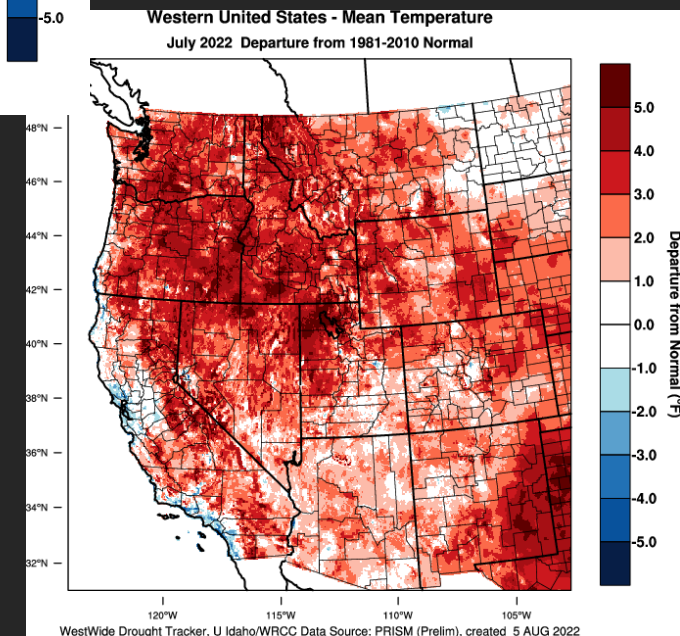 -5.0
Western United States - Mean Temperature
July 2022 Departure from 1981-2010 Normal
48°N
46°N
44°N
42°N
40°N
38°N
36°N
34°N
32°N
120°W
115°W
110°W
105°W
5.0
4.0
3.0
2.0
1.0
0.0
-1.0
-2.0
-3.0
-4.0
-5.0
Departure from Normal (°F)
WestWide Drought Tracker, U Idaho/WRCC Data Source: PRISM (Prelim), created 5 AUG 2022